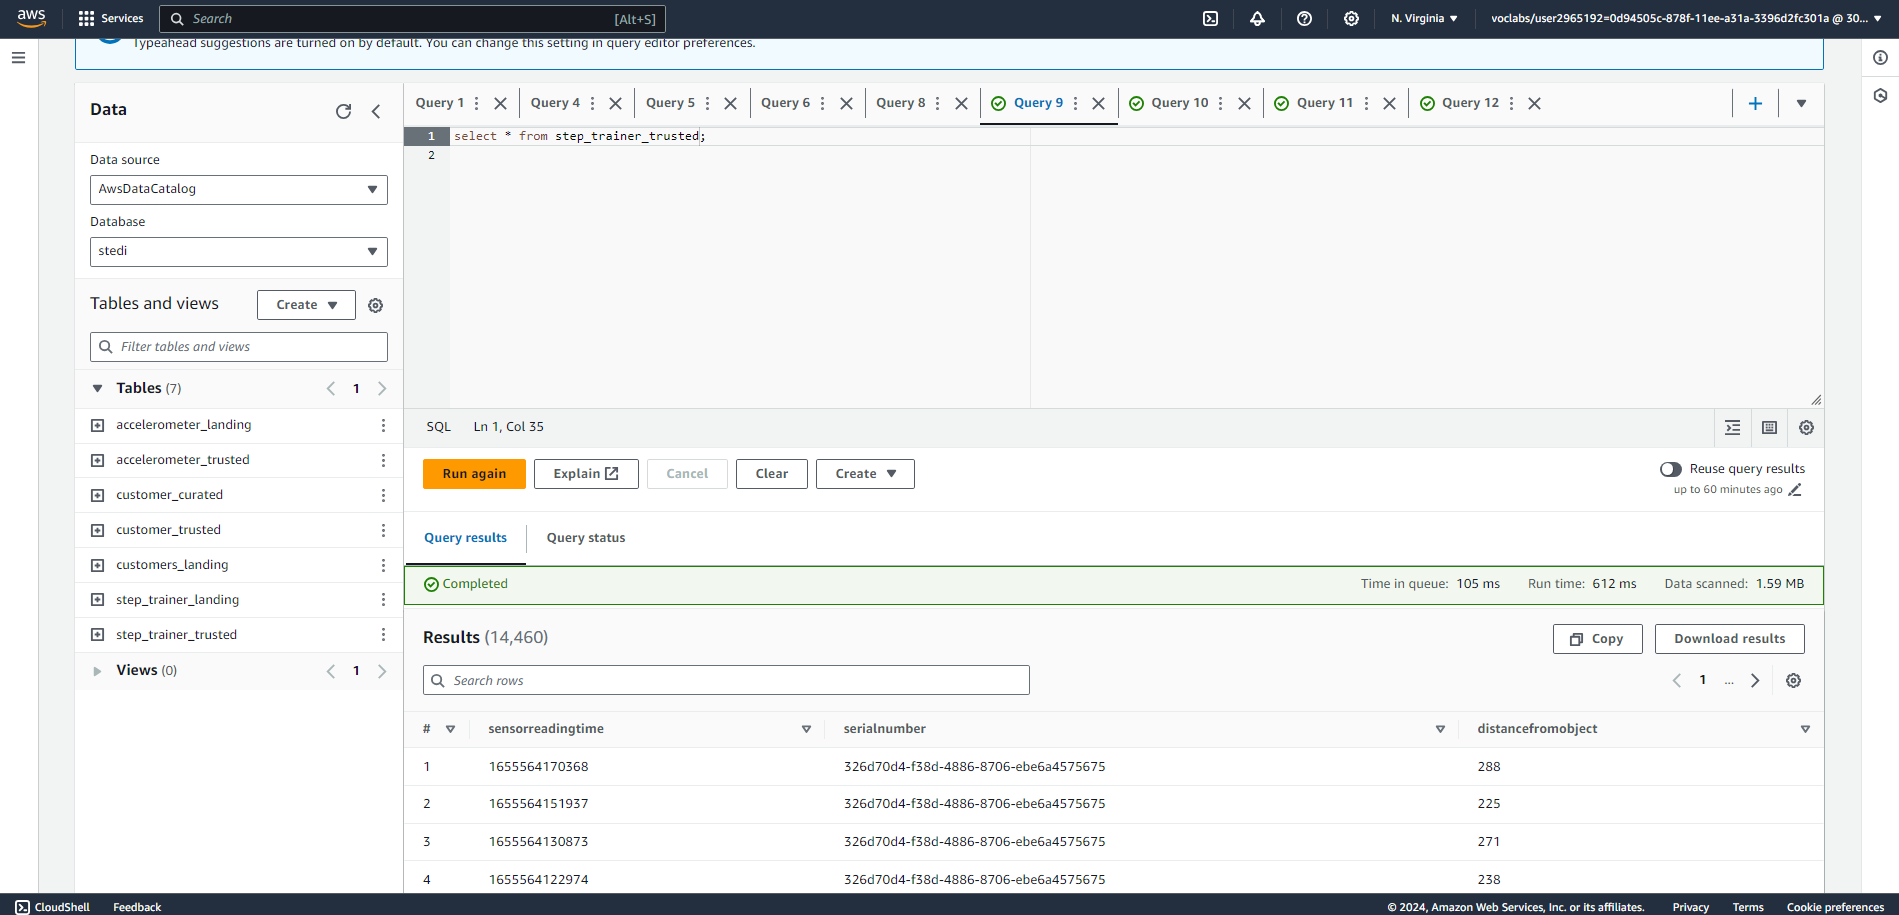 aws
Services
Search
[Alt+S]
N. Virginia
voclabs/user2965192=0d94505c-878f-11ee-a31a-3396d2fc301a @ 30...
Typeahead suggestions are turned on by default. You can change this setting in query editor preferences.
Data
Data source
AwsDataCatalog
Database
stedi
Tables and views
Create
Filter tables and views
Tables (7)
1
accelerometer_landing
accelerometer_trusted
customer_curated
customer_trusted
customers_landing
step_trainer_landing
step_trainer_trusted
Views (0)
1
Query 1
Query 4
Query 5
Query 6
Query 8
Query 9
Query 10
Query 11
Query 12
1 select * from step_trainer_trusted;
2
SQL Ln 1, Col 35
Run again
Explain
Cancel
Clear
Create
Reuse query results
up to 60 minutes ago
Query results
Query status
Completed
Time in queue: 105 ms Run time: 612 ms Data scanned: 1.59 MB
Results (14,460)
Copy
Download results
Search rows
1 ...
# sensorreadingtime serialnumber distancefromobject
1 1655564170368 326d70d4-f38d-4886-8706-ebe6a4575675 288
2 1655564151937 326d70d4-f38d-4886-8706-ebe6a4575675 225
3 1655564130873 326d70d4-f38d-4886-8706-ebe6a4575675 271
4 1655564122974 326d70d4-f38d-4886-8706-ebe6a4575675 238
CloudShell
Feedback
© 2024, Amazon Web Services, Inc. or its affiliates.
Privacy
Terms
Cookie preferences